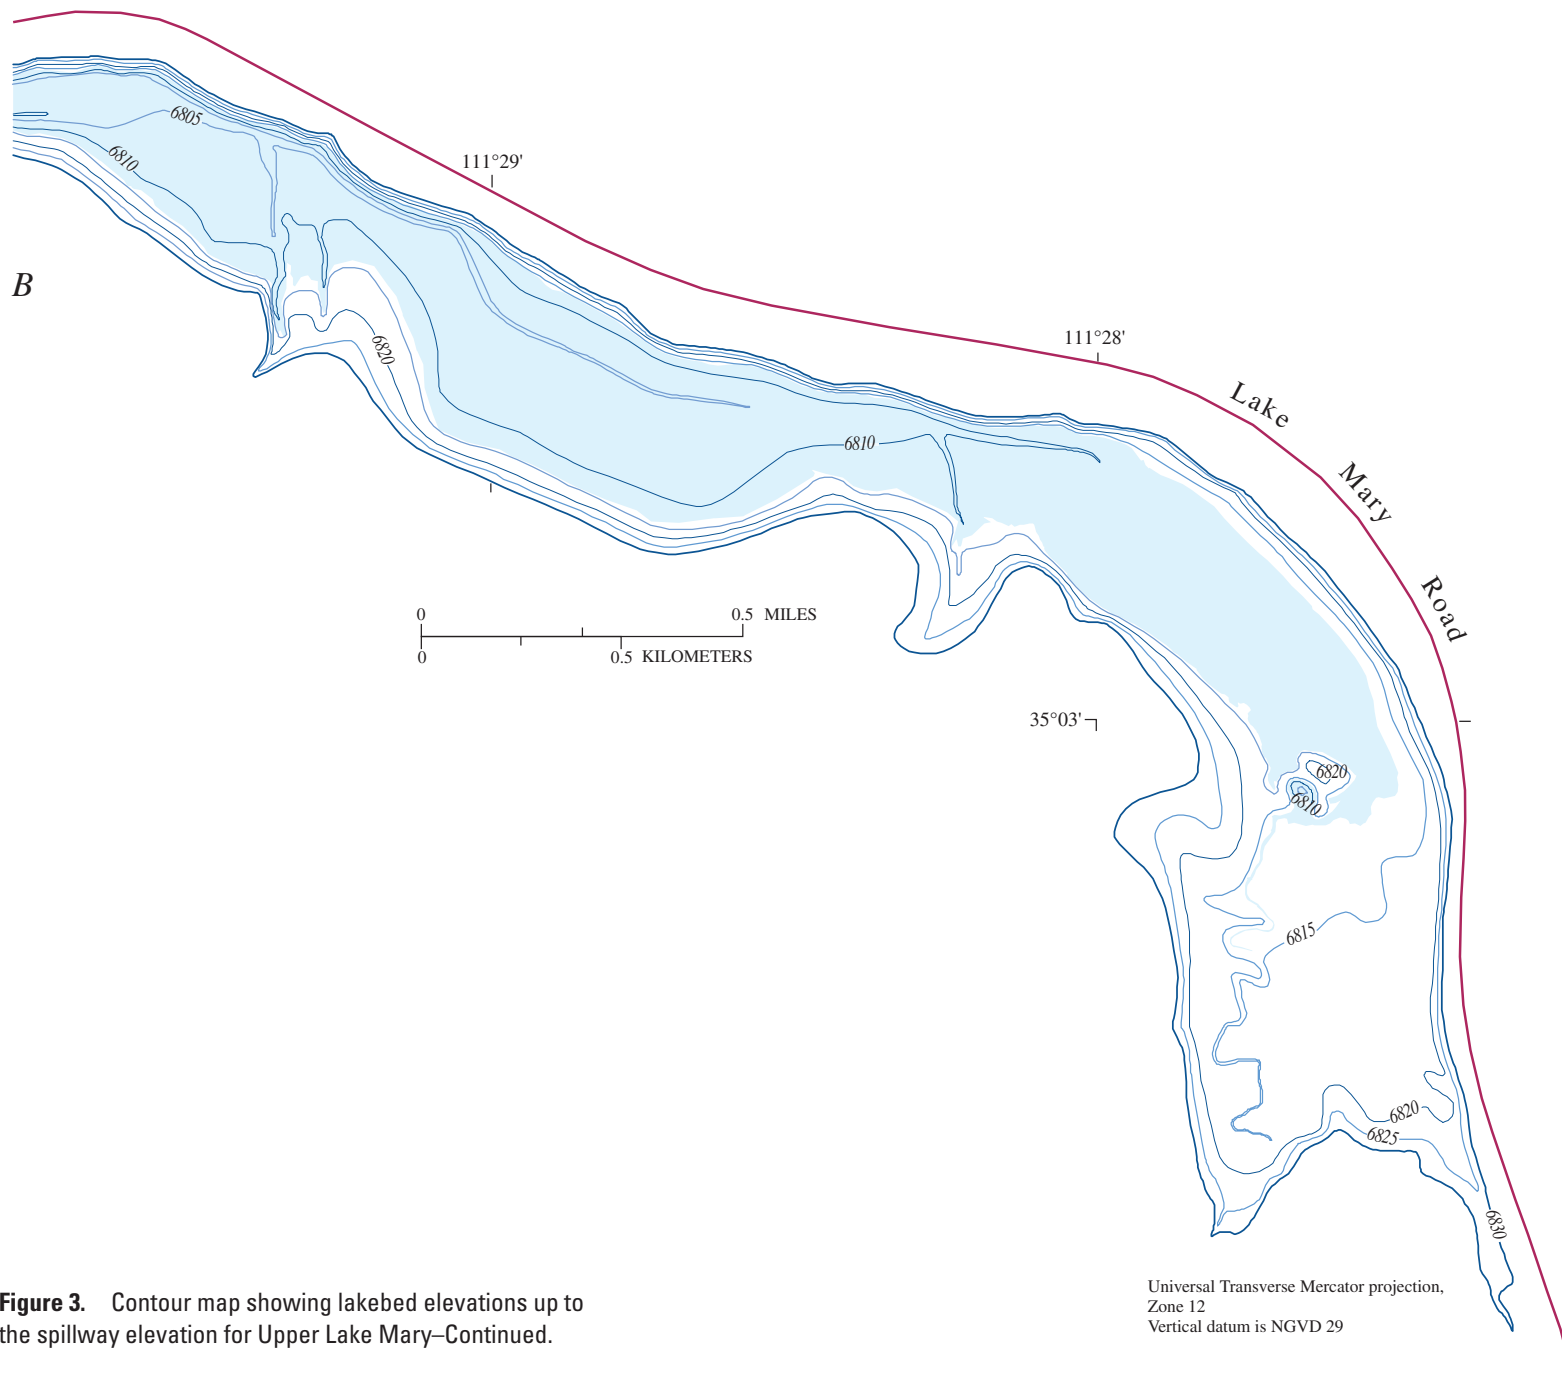 6805
6810
111°29'
B
6820
111°28'
Lake
Mary
Road
6810
0 0.5 MILES
0 0.5 KILOMETERS
35°03'
6820
6810
6815
6820
6825
6830
Universal Transverse Mercator projection,
Zone 12
Vertical datum is NGVD 29
Figure 3. Contour map showing lakebed elevations up to
the spillway elevation for Upper Lake Mary–Continued.